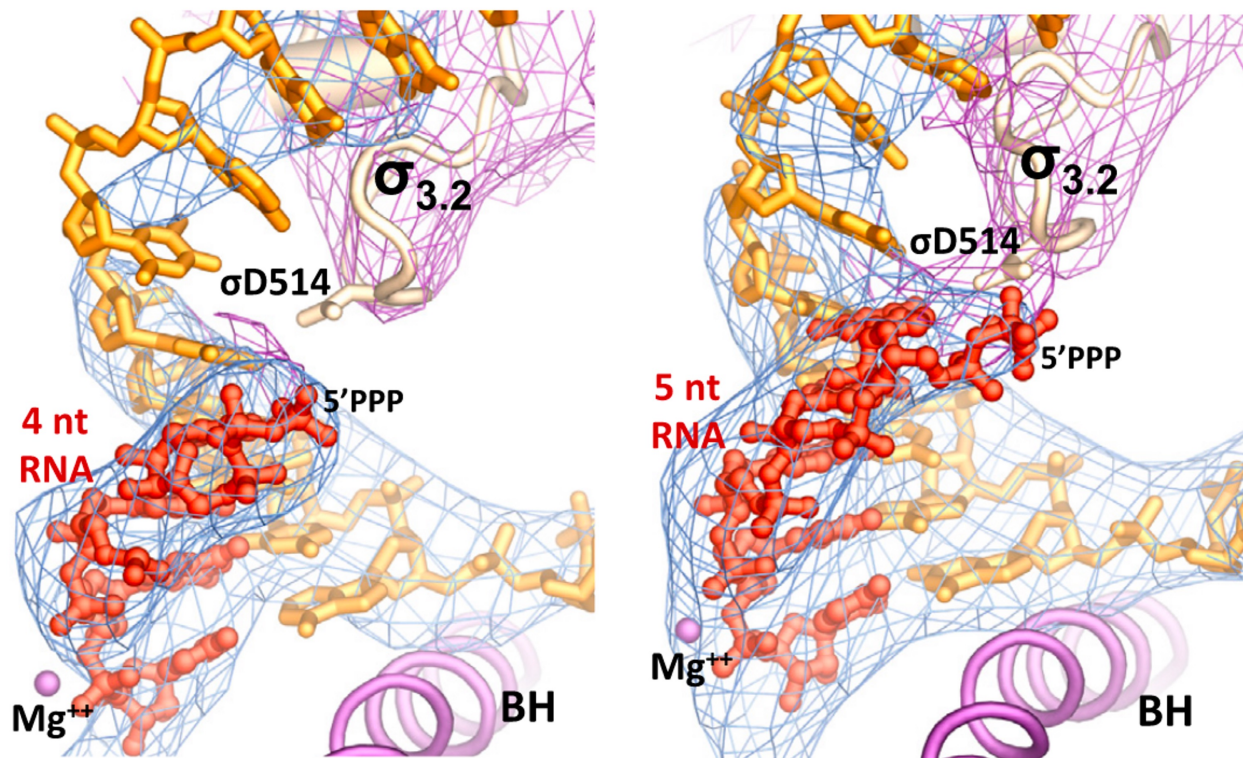 σ3.2
σD514
5'PPP
4 nt
RNA
Mg++
BH
σ3.2
σD514
5'PPP
5 nt
RNA
Mg++
BH